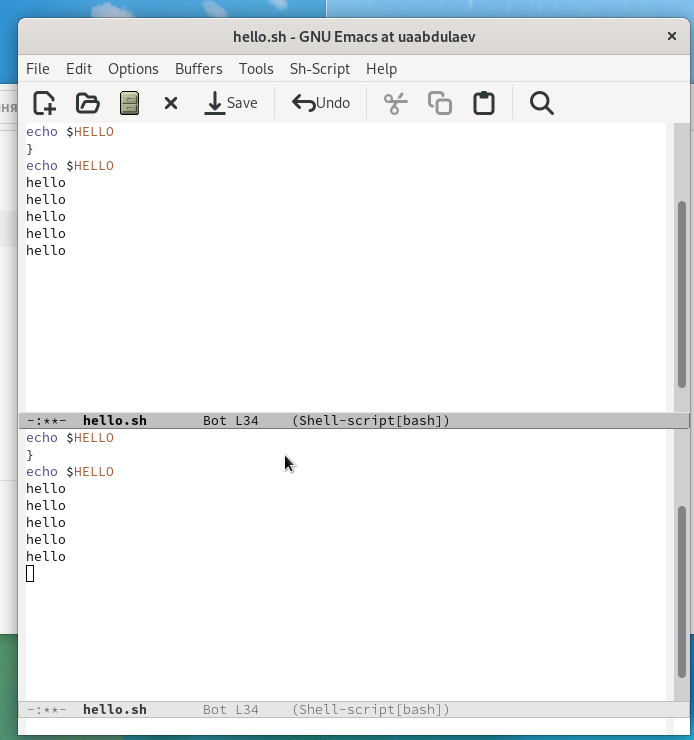 hello.sh - GNU Emacs at uaabdulaev
File Edit Options Buffers Tools Sh-Script Help
Save Undo
echo $HELLO
}
echo $HELLO
hello
hello
hello
hello
hello
-:**- hello.sh Bot L34 (Shell-script[bash])
echo $HELLO
}
echo $HELLO
hello
hello
hello
hello
hello
-:**- hello.sh Bot L34 (Shell-script[bash])